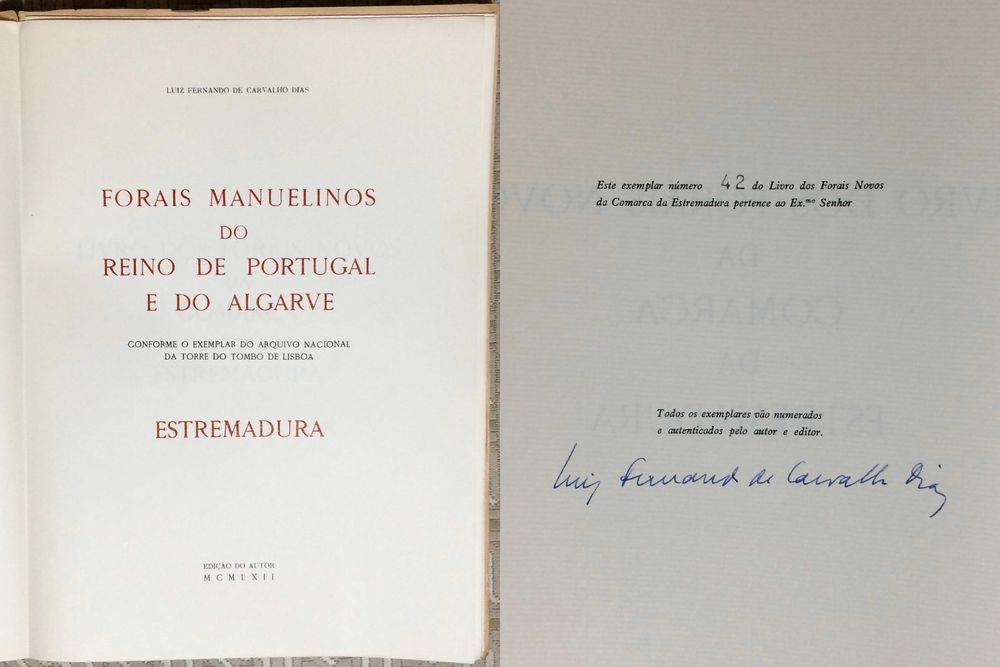 LUIZ FERNANDO DE CARVALHO DIAS
FORAIS MANUELINOS
DO
REINO DE PORTUGAL
E DO ALGARVE
CONFORME O EXEMPLAR DO ARQUIVO NACIONAL
DA TORRE DO TOMBO DE LISBOA
ESTREMADURA
EDIÇÃO DO AUTOR
MCMLXII
Este exemplar número 42 do Livro dos Forais Novos
da Comarca da Estremadura pertence ao Ex.mo Senhor
Todos os exemplares vão numerados
e autenticados pelo autor e editor.
Luiz Fernando de Carvalho Dias